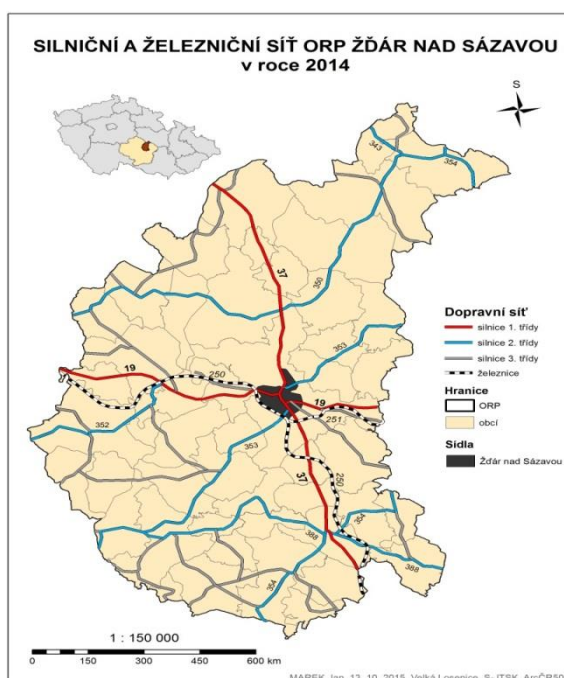 SILNIČNÍ A ŽELEZNIČNÍ SÍŤ ORP ŽĎÁR NAD SÁZAVOU
v roce 2014
S
343
354
37
350
Dopravní síť
silnice 1. třídy
silnice 2. třídy
silnice 3. třídy
železnice
Hranice
ORP
obcí
Sídla
Žďár nad Sázavou
353
19
250
19
251
352
353
37
250
354
388
388
354
1 : 150 000
0 150 300 450 600 km
MAREK Jan, 12. 10. 2015, Velká Losenice, S-JTSK, ArcČR500